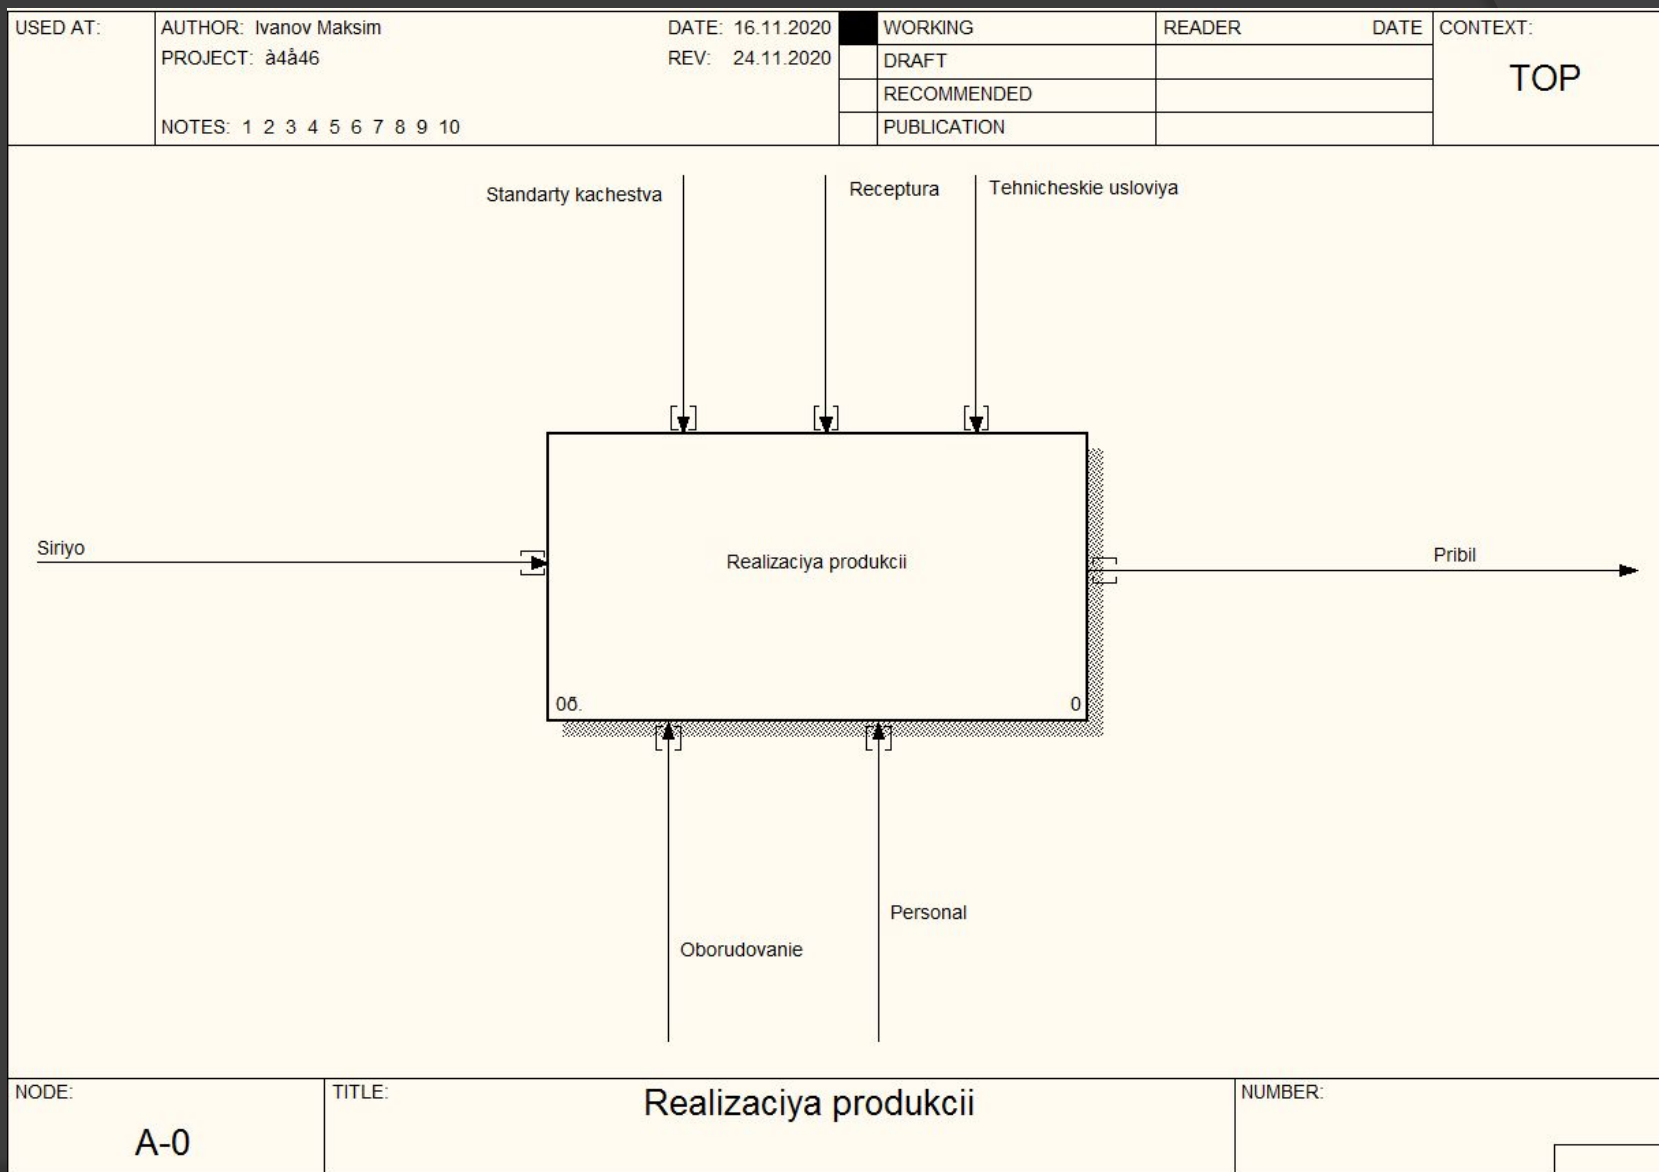 USED AT:
AUTHOR: Ivanov Maksim
DATE: 16.11.2020
PROJECT: à4å46
REV: 24.11.2020
NOTES: 1 2 3 4 5 6 7 8 9 10
WORKING
DRAFT
RECOMMENDED
PUBLICATION
READER DATE
CONTEXT:
TOP
Standarty kachestva
Receptura
Tehnicheskie usloviya
Siriyo
Realizaciya produkcii
Pribil
0ð.
0
Personal
Oborudovanie
NODE:
A-0
TITLE:
Realizaciya produkcii
NUMBER: